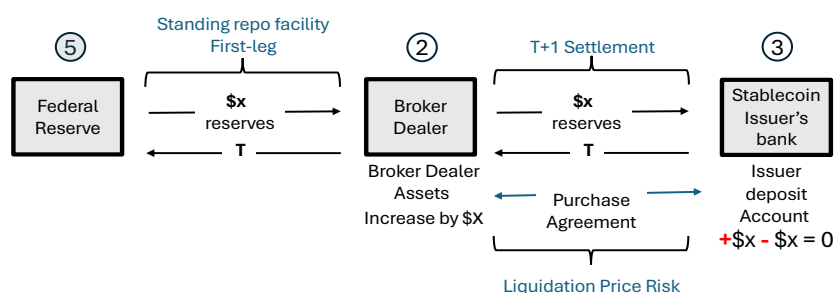 Standing repo facility
First-leg
5
2
T+1 Settlement
3
Federal
Reserve
$x
reserves
T
Broker
Dealer
$x
reserves
T
Stablecoin
Issuer's
bank
Broker Dealer
Assets
Increase by $X
Purchase
Agreement
Issuer
deposit
Account
+$x - $x = 0
Liquidation Price Risk